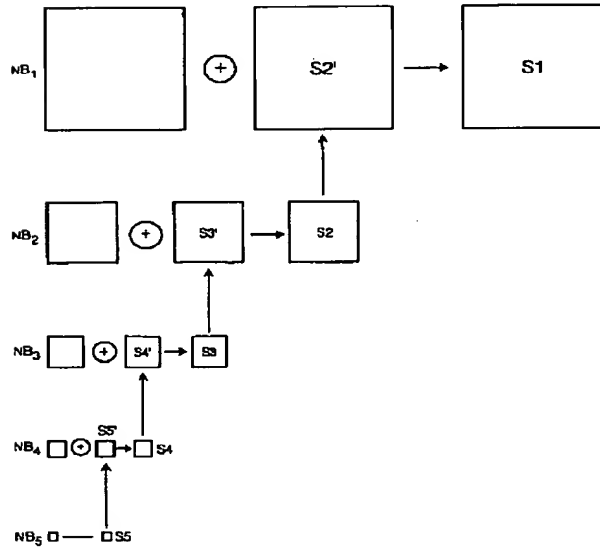 NB₁ + S2' S1
NB₂ + S3' S2
NB₃ + S4' S3
S5'
NB₄ + S4
NB₅ S5